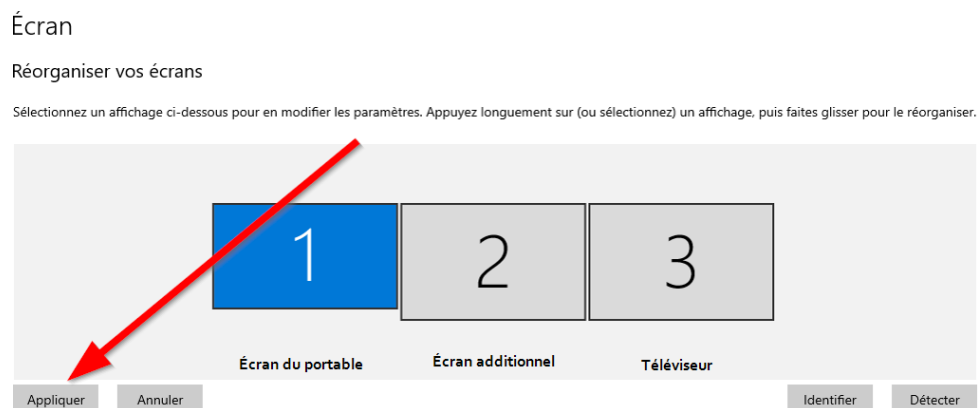 Écran
Réorganiser vos écrans
Sélectionnez un affichage ci-dessous pour en modifier les paramètres. Appuyez longuement sur (ou sélectionnez) un affichage, puis faites glisser pour le réorganiser.
1 2 3
Écran du portable Écran additionnel Téléviseur
Appliquer Annuler Identifier Détecter